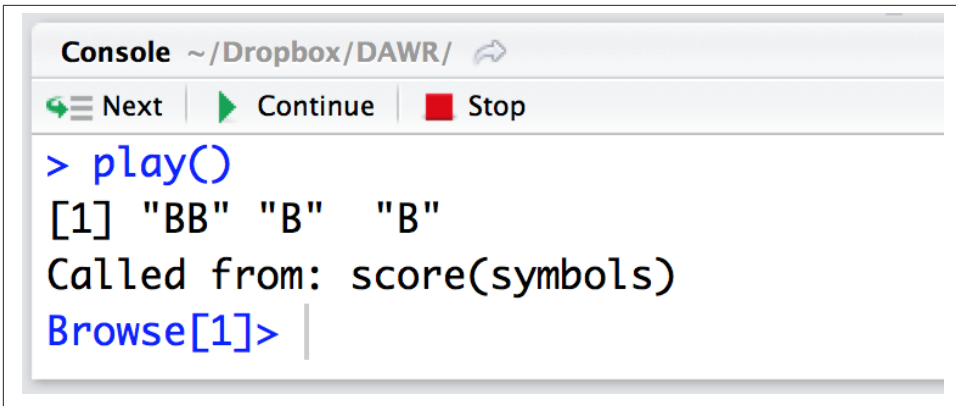 Console ~/Dropbox/DAWR/
Next Continue Stop
> play()
[1] "BB" "B"  "B"
Called from: score(symbols)
Browse[1]>